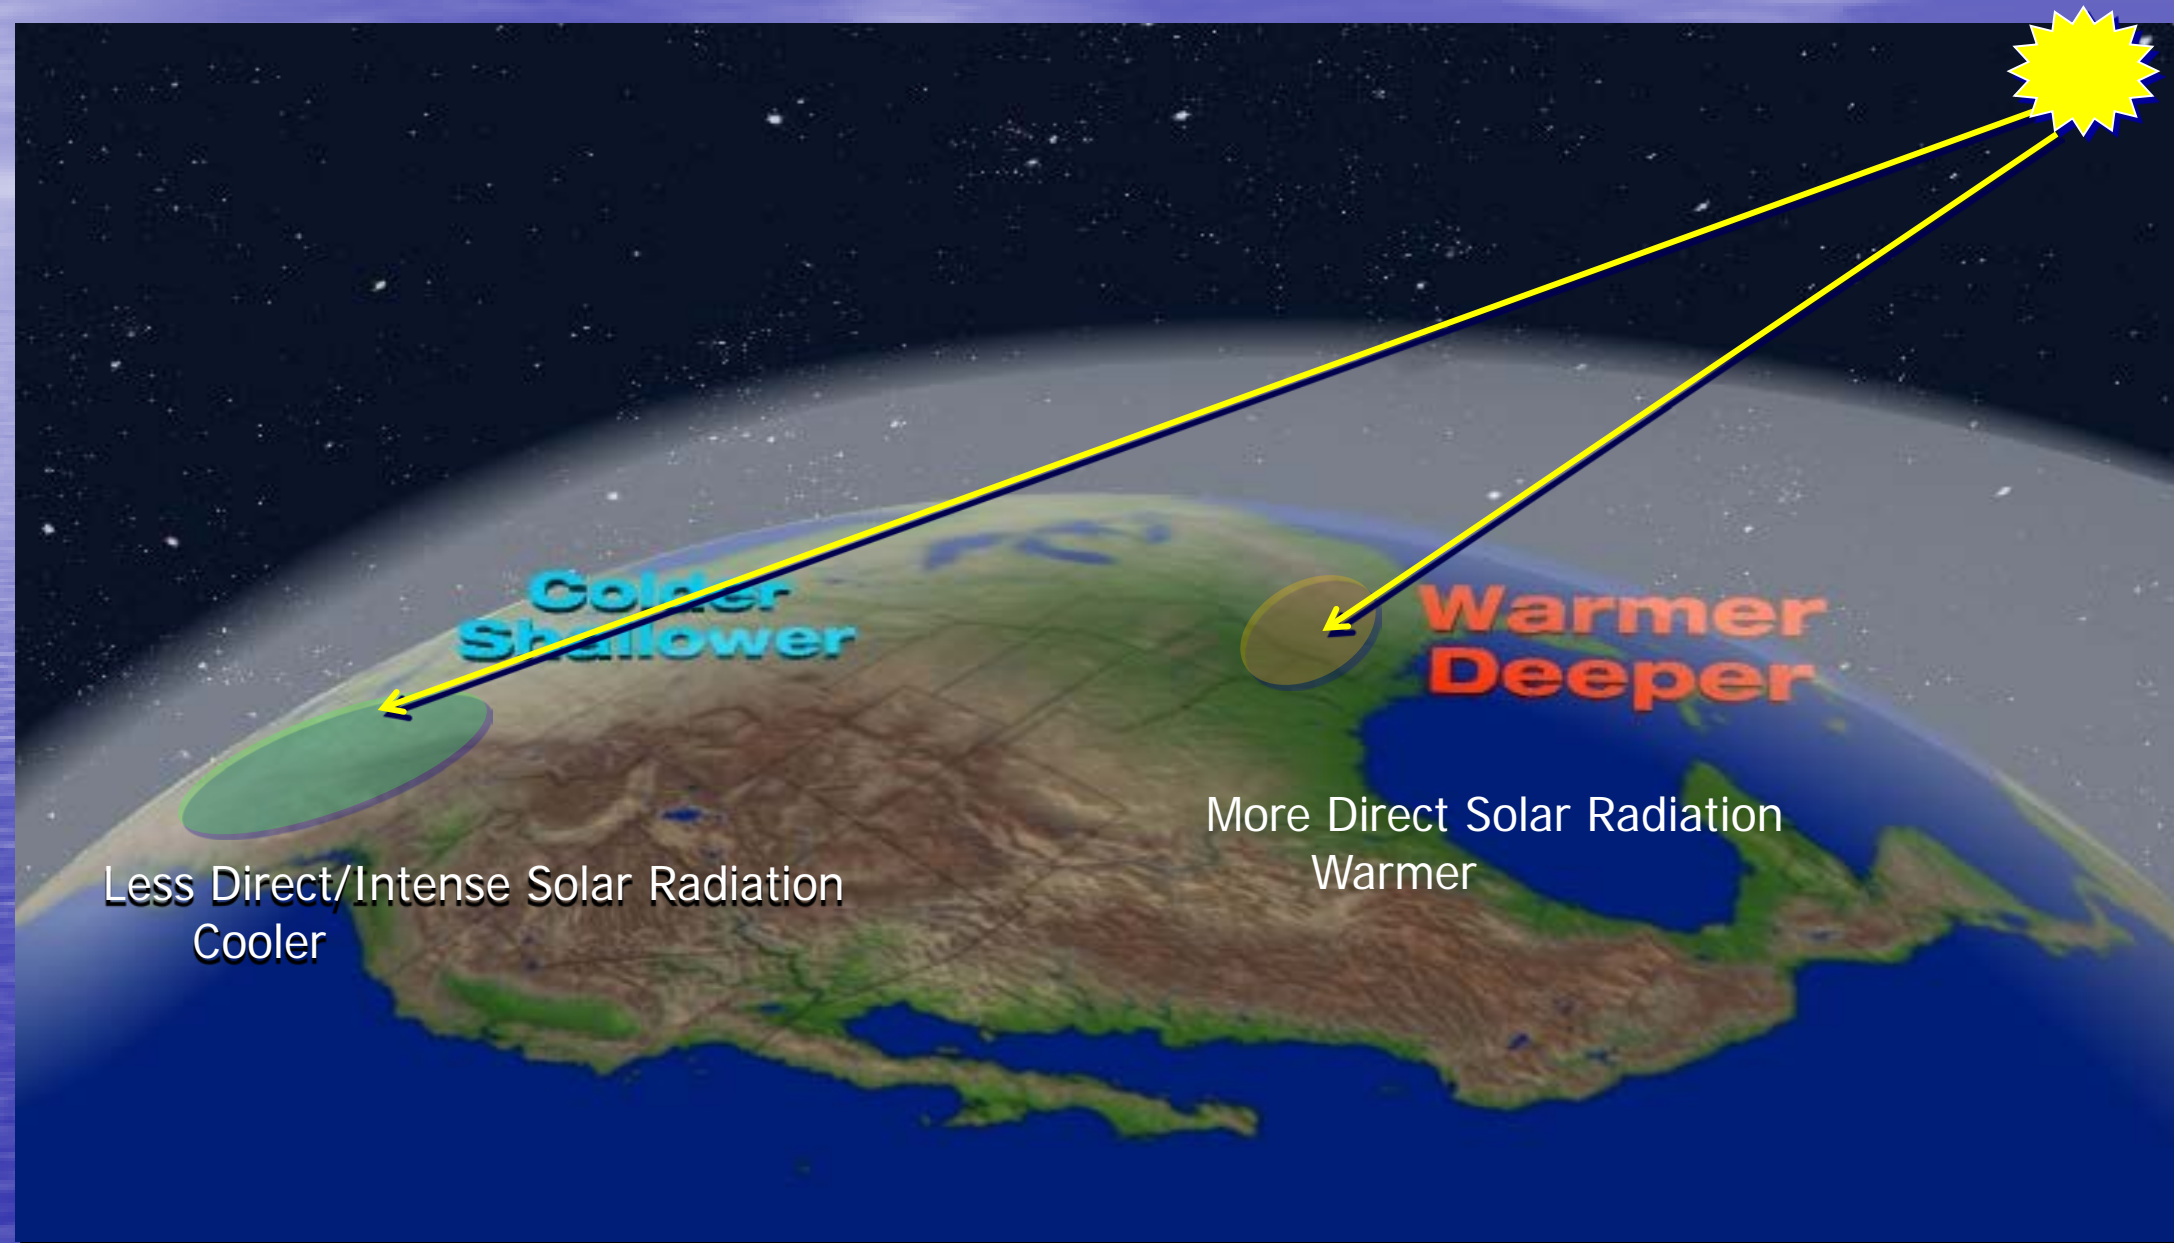 Colder
Shallower
Warmer
Deeper
More Direct Solar Radiation
Warmer
Less Direct/Intense Solar Radiation
Cooler